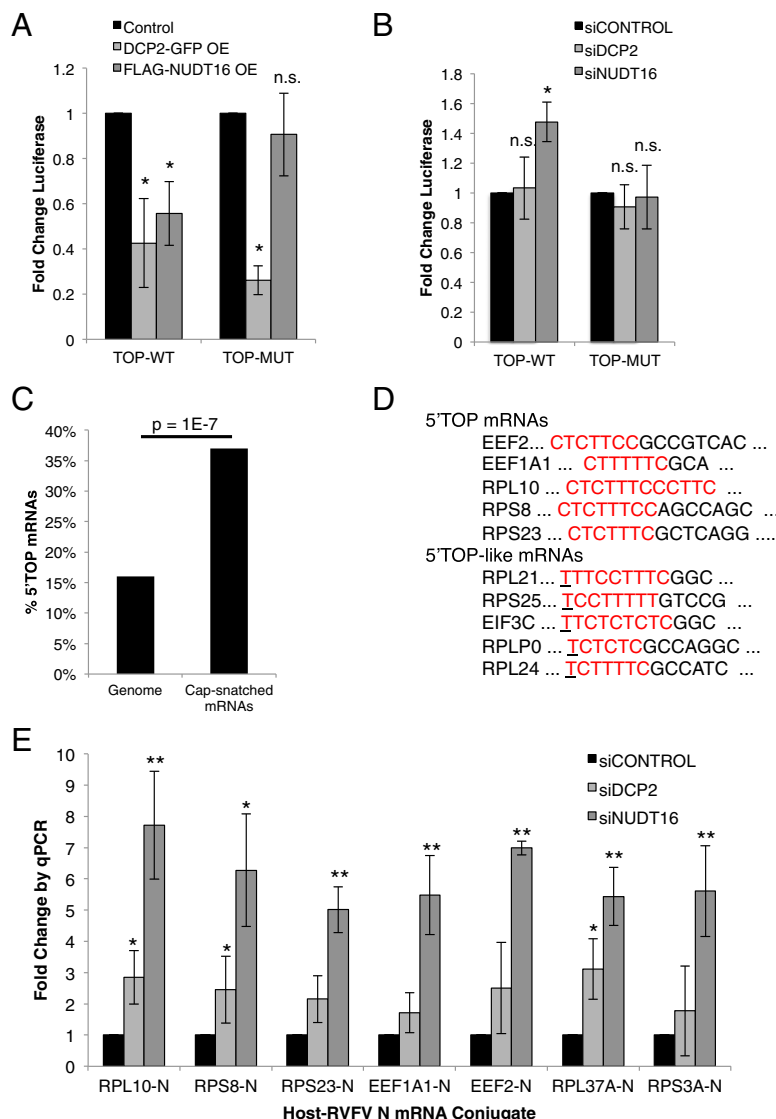 A
■Control
■DCP2-GFP OE
■FLAG-NUDT16 OE
1.2
1
0.8
0.6
0.4
0.2
0
Fold Change Luciferase
*
*
*
n.s.
TOP-WT
TOP-MUT
B
■siCONTROL
■siDCP2
■siNUDT16
1.8
1.6
1.4
1.2
1
0.8
0.6
0.4
0.2
0
Fold Change Luciferase
n.s.
*
n.s.
n.s.
TOP-WT
TOP-MUT
C
p = 1E-7
40%
35%
30%
25%
20%
15%
10%
5%
0%
% 5'TOP mRNAs
Genome
Cap-snatched
mRNAs
D
5'TOP mRNAs
EEF2... CTCTTCCGCCGTCAC ...
EEF1A1 ... CTTTTTCGCA ...
RPL10 ... CTCTTTCCCTTC ...
RPS8 ... CTCTTTCCAGCCAGC ...
RPS23 ... CTCTTTCGCTCAGG ....
5'TOP-like mRNAs
RPL21... TTTCCTTTCGGC ...
RPS25... TCCTTTTTGTCCG ...
EIF3C ... TTCTCTCTCGGC ...
RPLP0 ... TCTCTCGCCAGGC ...
RPL24 ... TCTTTTCGCCATC ...
E
10
9
8
7
6
5
4
3
2
1
0
Fold Change by qPCR
■siCONTROL
■siDCP2
■siNUDT16
*
**
*
*
**
**
**
*
**
**
RPL10-N
RPS8-N
RPS23-N
EEF1A1-N
EEF2-N
RPL37A-N
RPS3A-N
Host-RVFV N mRNA Conjugate